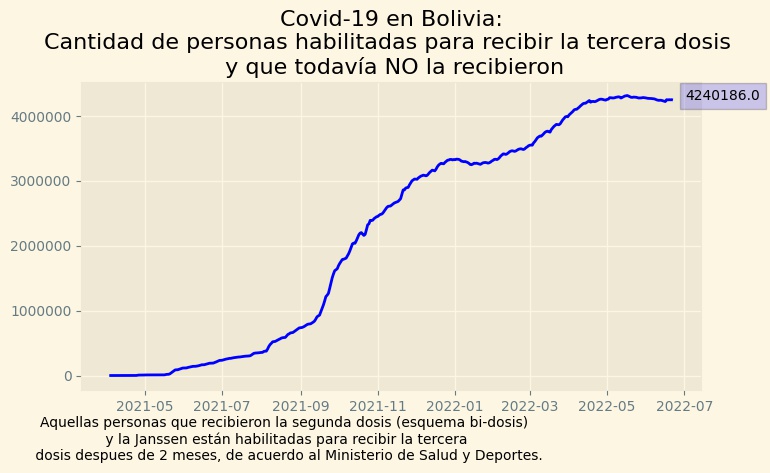 Covid-19 en Bolivia:
Cantidad de personas habilitadas para recibir la tercera dosis
y que todavía NO la recibieron
4240186.0
4000000
3000000
2000000
1000000
0
2021-05 2021-07 2021-09 2021-11 2022-01 2022-03 2022-05 2022-07
Aquellas personas que recibieron la segunda dosis (esquema bi-dosis)
y la Janssen están habilitadas para recibir la tercera
dosis despues de 2 meses, de acuerdo al Ministerio de Salud y Deportes.